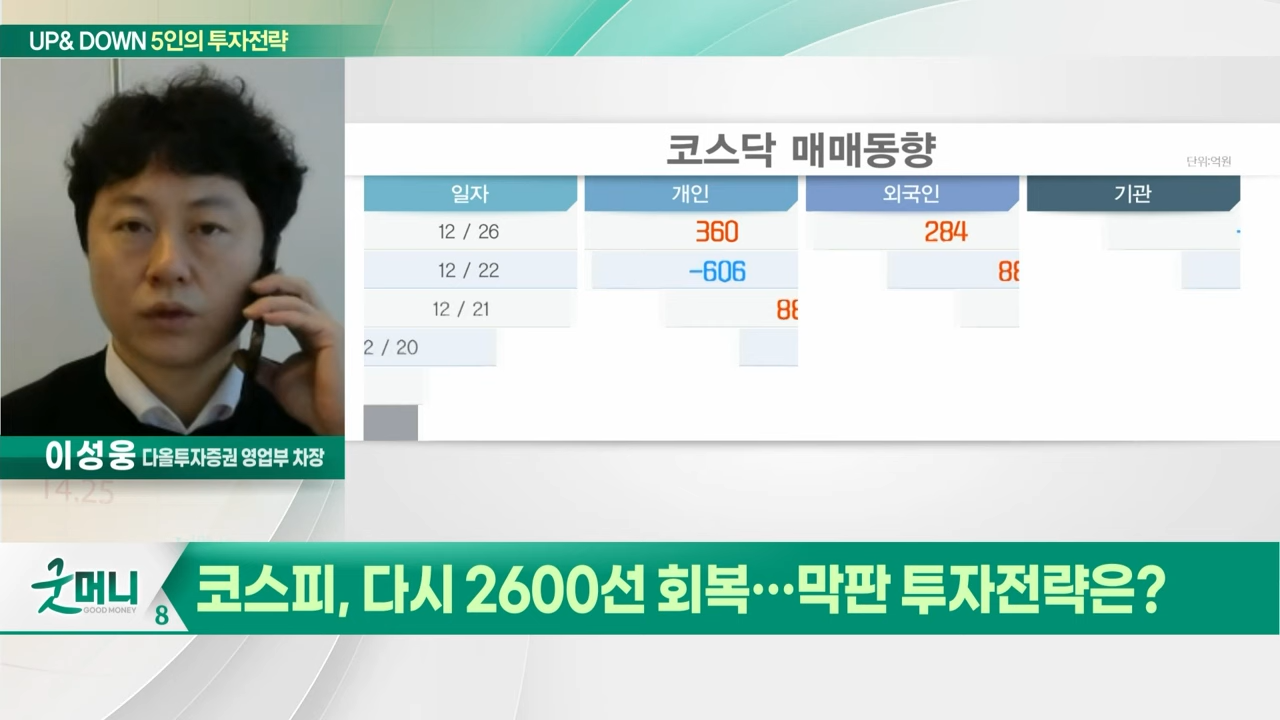 UP& DOWN 5인의 투자전략
코스닥 매매동향
단위:억원
일자 개인 외국인 기관
12 / 26 360 284
12 / 22 -606
12 / 21
2 / 20
이성웅 다올투자증권 영업부 차장
14.25
굿머니
GOOD MONEY
8
코스피, 다시 2600선 회복…막판 투자전략은?